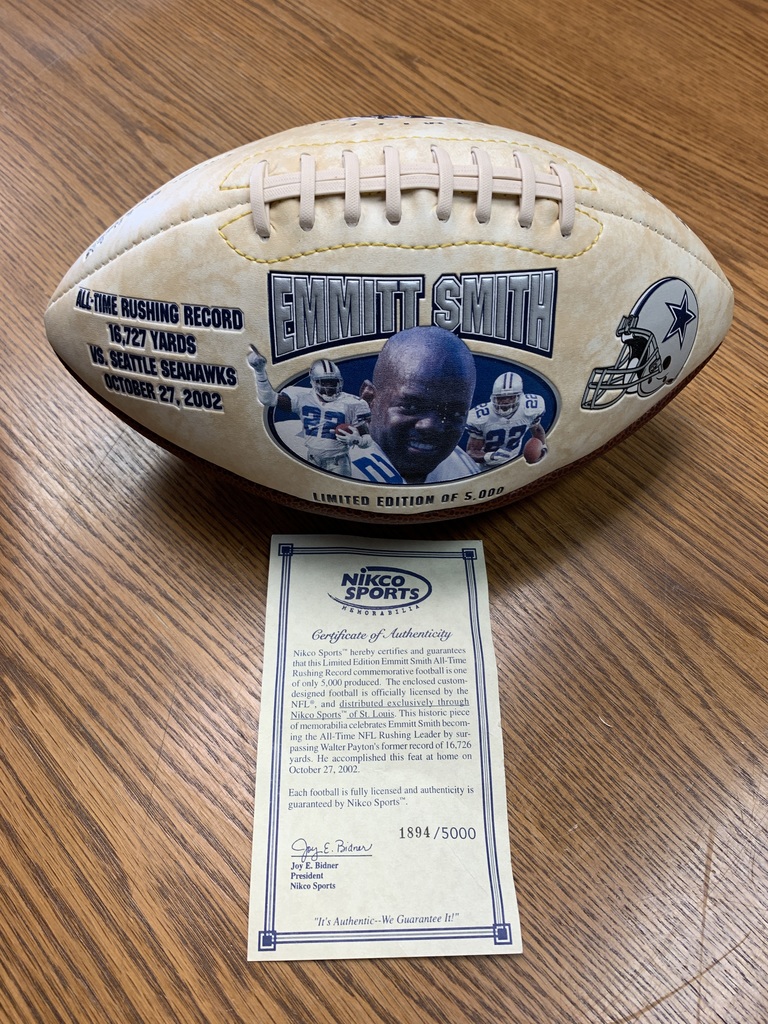 EMMITT SMITH
ALL-TIME RUSHING RECORD
16,727 YARDS
VS. SEATTLE SEAHAWKS
OCTOBER 27, 2002
22
22
22
22
2
LIMITED EDITION OF 5,000
NIKCO
SPORTS
MEMORABILIA
Certificate of Authenticity
Nikco Sports™ hereby certifies and guarantees
that this Limited Edition Emmitt Smith All-Time
Rushing Record commemorative football is one
of only 5,000 produced. The enclosed custom-
designed football is officially licensed by the
NFL®, and distributed exclusively through
Nikco Sports™ of St. Louis. This historic piece
of memorabilia celebrates Emmitt Smith becom-
ing the All-Time NFL Rushing Leader by sur-
passing Walter Payton's former record of 16,726
yards. He accomplished this feat at home on
October 27, 2002.
Each football is fully licensed and authenticity is
guaranteed by Nikco Sports™.
1894/5000
Joy E. Bidner
Joy E. Bidner
President
Nikco Sports
"It's Authentic--We Guarantee It!"